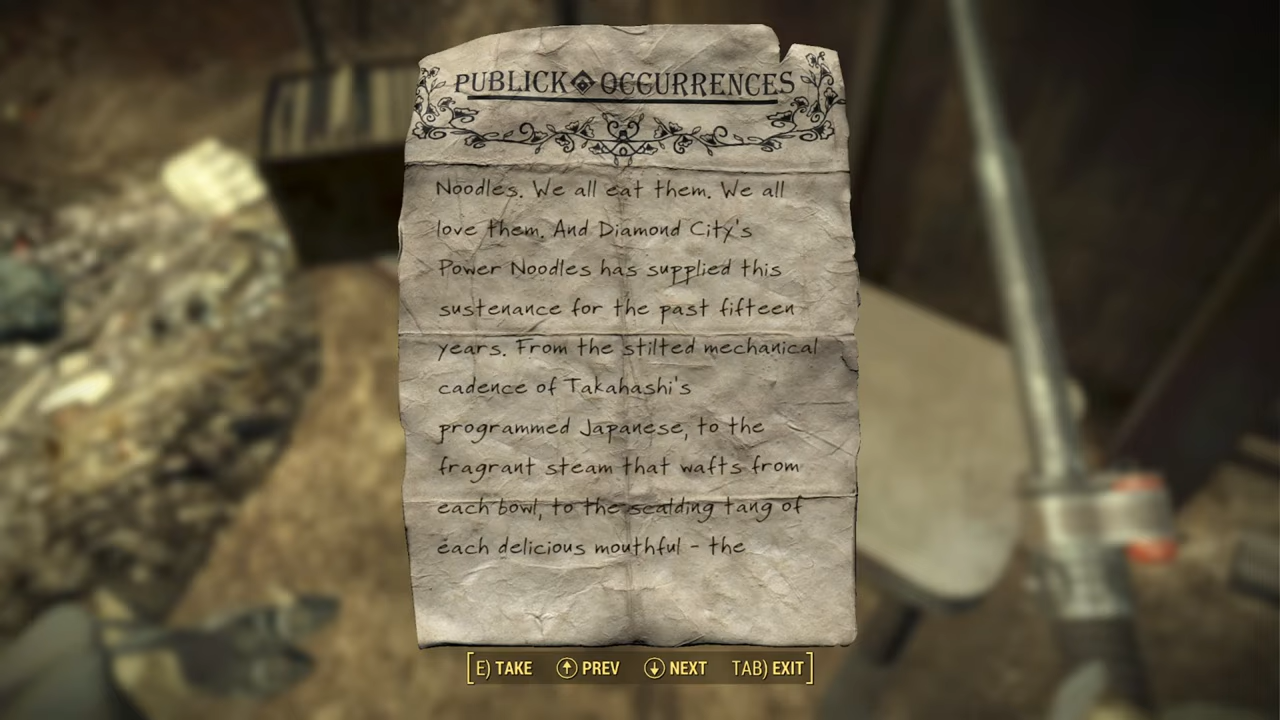 PUBLICK OCCURRENCES
Noodles. We all eat them. We all
love them. And Diamond City's
Power Noodles has supplied this
sustenance for the past fifteen
years. From the stilted mechanical
cadence of Takahashi's
programmed Japanese, to the
fragrant steam that wafts from
each bowl, to the scalding tang of
each delicious mouthful - the
E) TAKE PREV NEXT TAB) EXIT